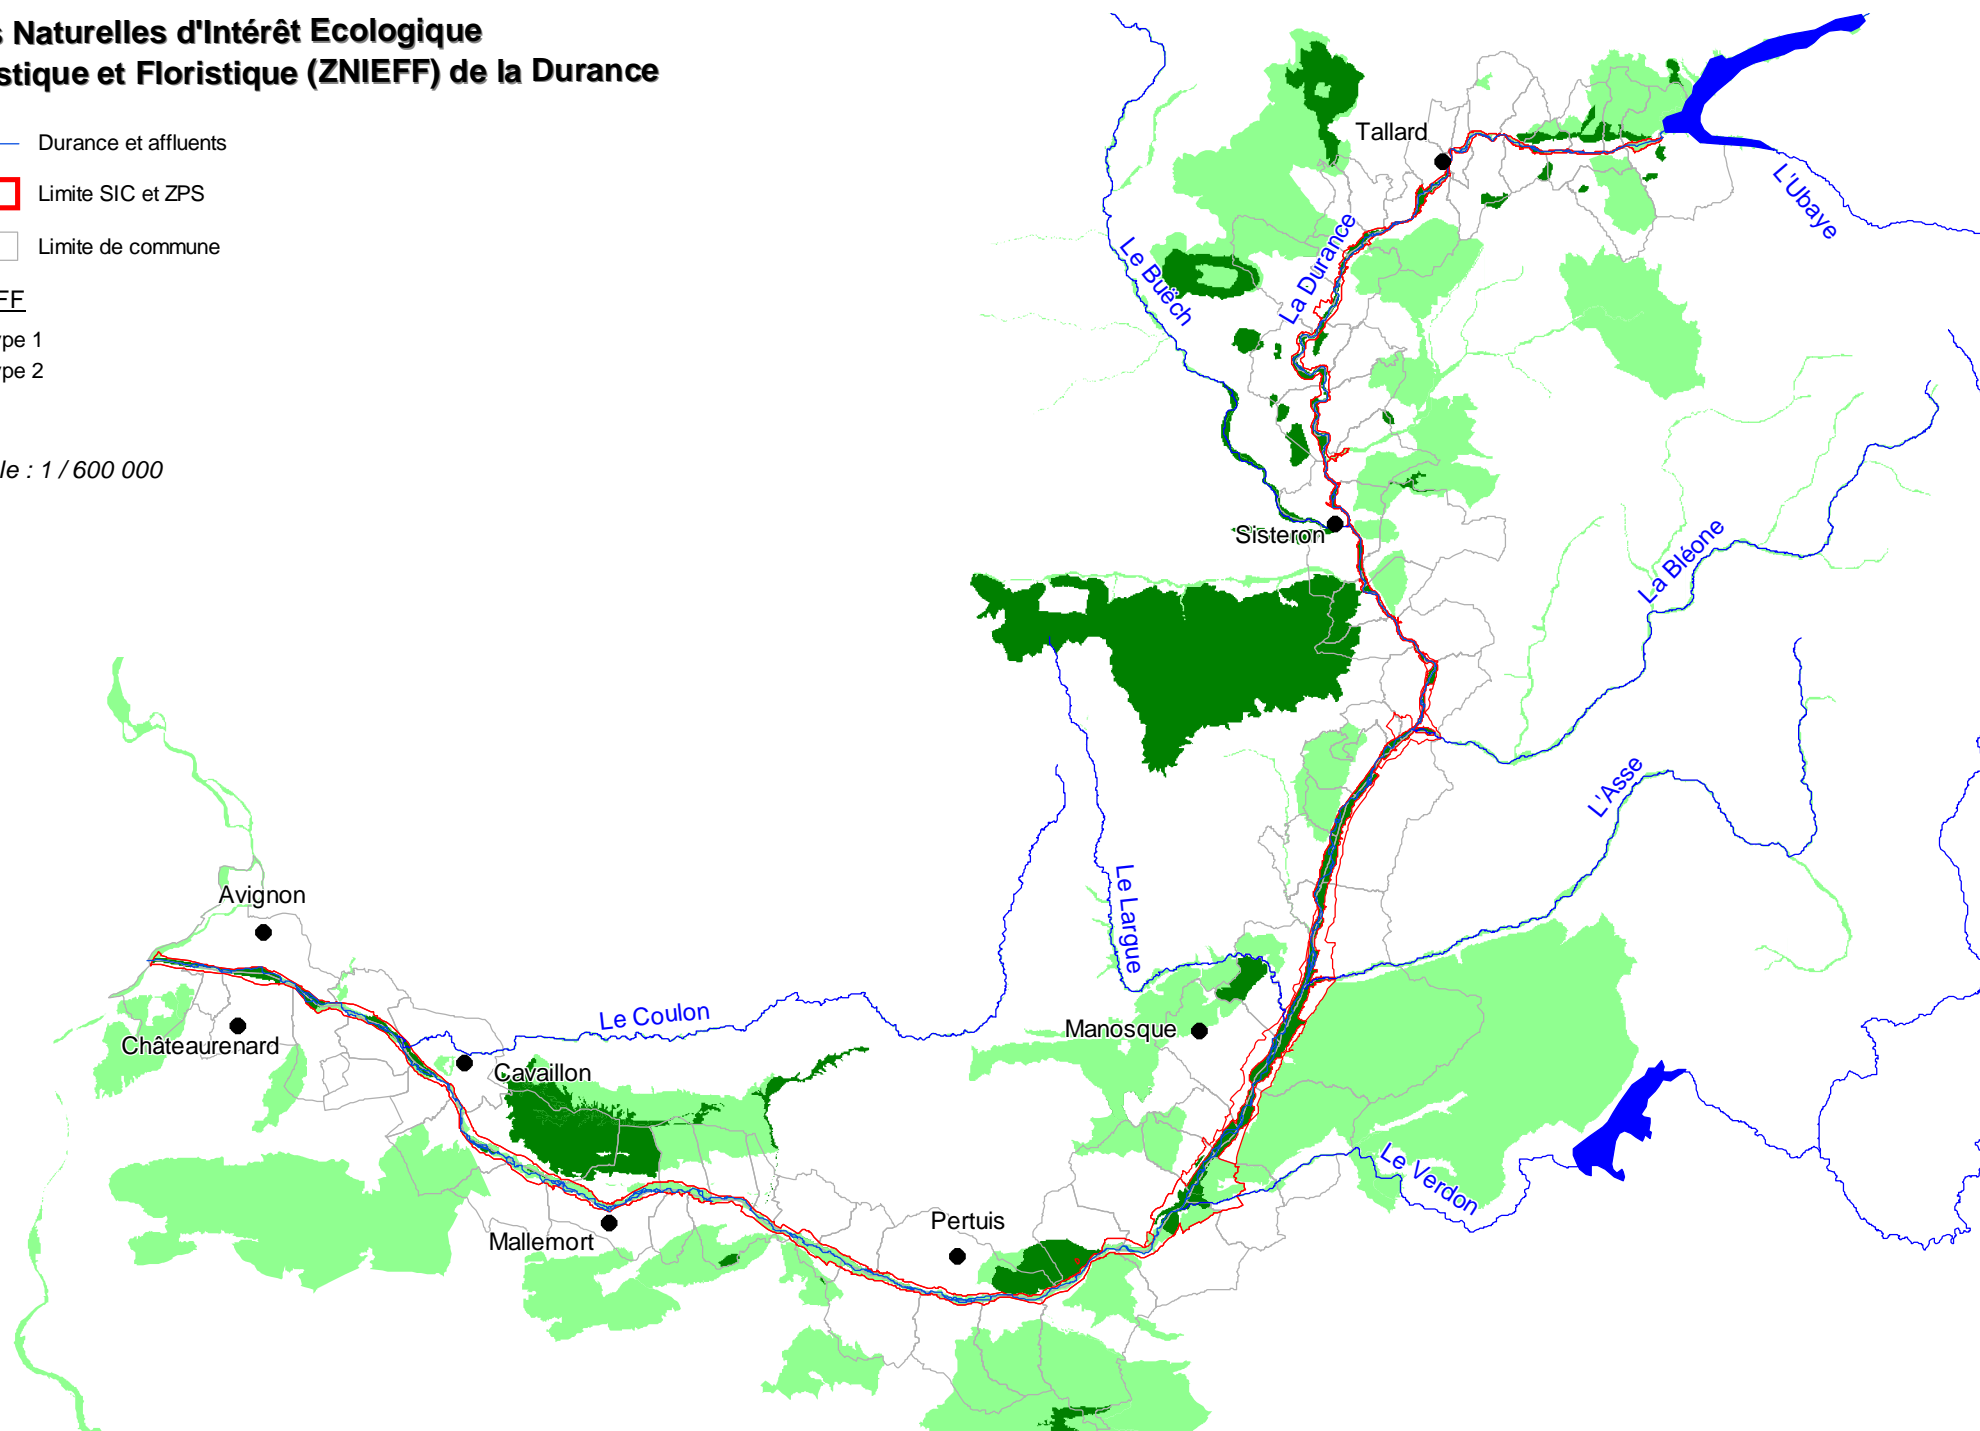 Naturelles d'Intérêt Ecologique
stique et Floristique (ZNIEFF) de la Durance
Durance et affluents
Limite SIC et ZPS
Limite de commune
FF
ype 1
ype 2
le : 1 / 600 000
Tallard
L'Ubaye
La Durance
Le Buëch
Sisteron
La Bléone
L'Asse
Le Largue
Avignon
Châteaurenard
Le Coulon
Cavaillon
Manosque
Le Verdon
Mallemort
Pertuis